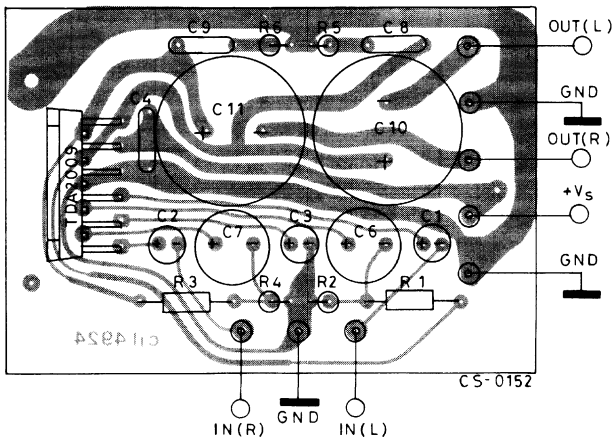 C9
R6
R5
C8
OUT(L)
GND
C4
C11
C10
OUT(R)
TDA2009
+Vs
C2
C7
C3
C6
C1
GND
R3
R4
R2
R1
CS-0152
IN(R)
GND
IN(L)